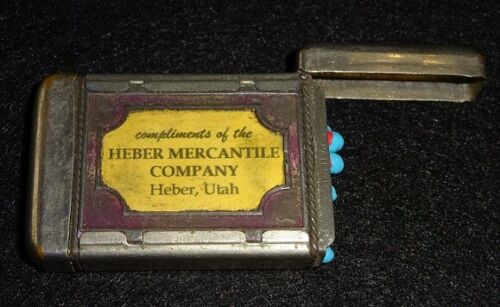 compliments of the
HEBER MERCANTILE
COMPANY
Heber, Utah